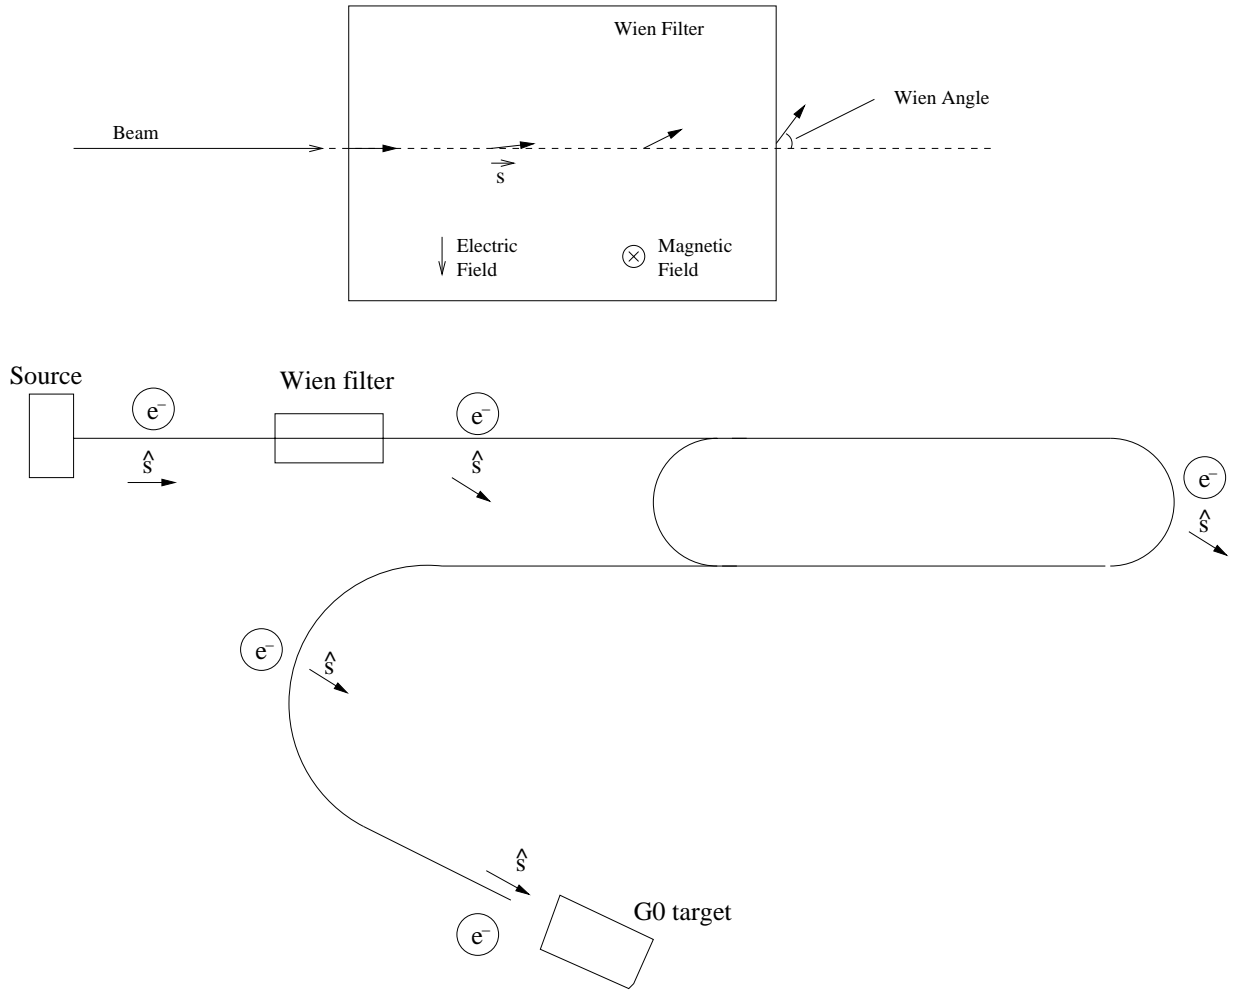 Wien Filter
Wien Angle
Beam
s
Electric
Field
Magnetic
Field
Source
Wien filter
e⁻
e⁻
ŝ
ŝ
e⁻
ŝ
e⁻
ŝ
ŝ
G0 target
e⁻